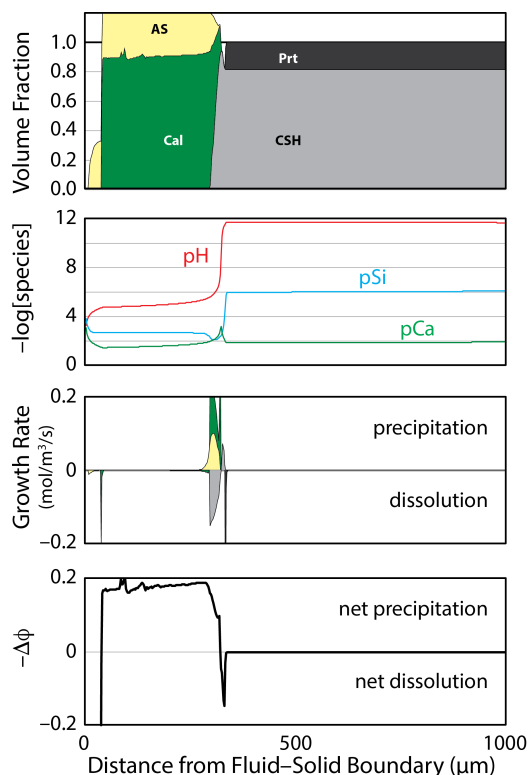 AS
1.0
Prt
0.8
0.6
0.4
Cal
CSH
0.2
0.0
Volume Fraction
12
pH
8
pSi
4
pCa
0
–log[species]
0.2
precipitation
0
dissolution
–0.2
Growth Rate
(mol/m³/s)
0.2
net precipitation
0
net dissolution
–0.2
–Δϕ
0
500
1000
Distance from Fluid–Solid Boundary (μm)